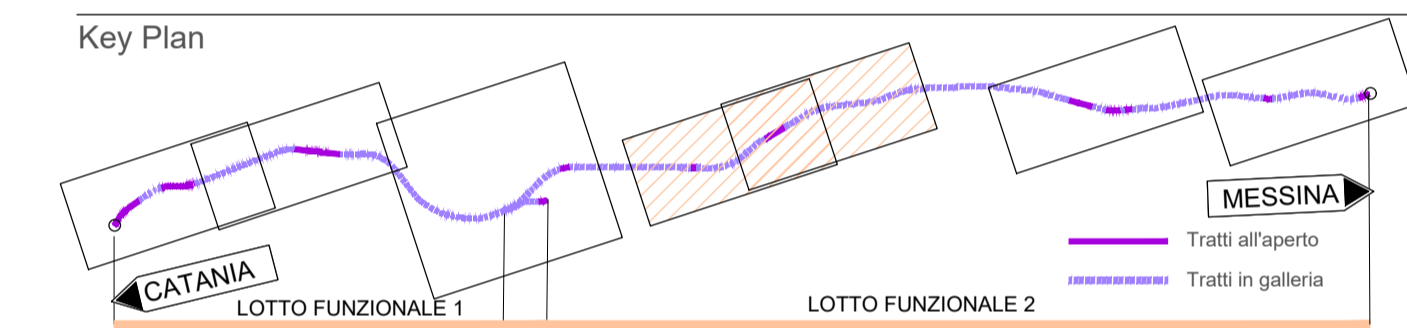 Key Plan
MESSINA
Tratti all'aperto
CATANIA
Tratti in galleria
LOTTO FUNZIONALE 1
LOTTO FUNZIONALE 2